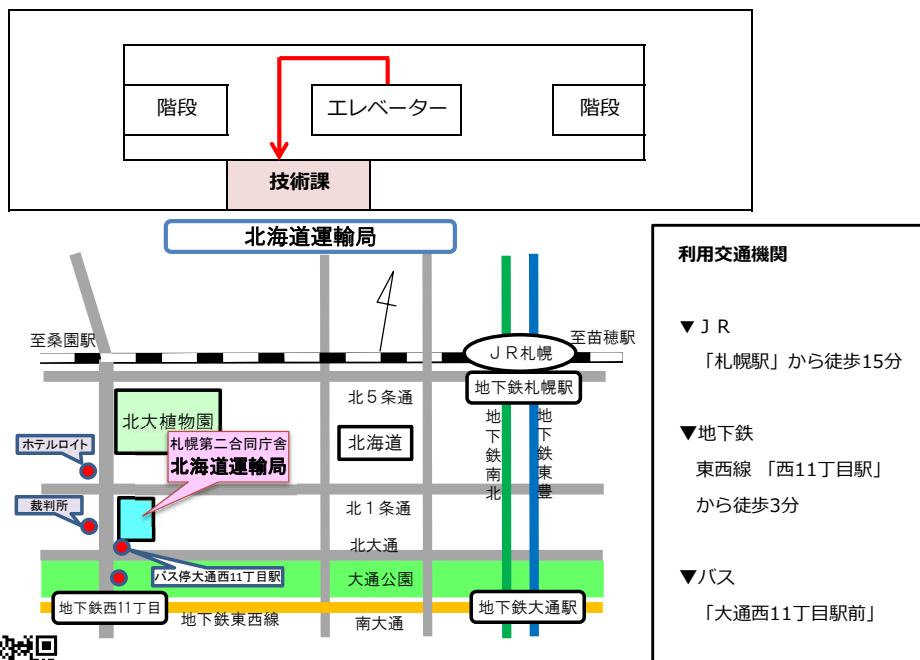 階段
エレベーター
階段
技術課
北海道運輸局
至桑園駅
至苗穂駅
ＪＲ札幌
地下鉄札幌駅
北５条通
北大植物園
北海道
地下鉄南北
地下鉄東豊
ホテルロイト
札幌第二合同庁舎
北海道運輸局
裁判所
北１条通
北大通
バス停大通西11丁目駅
大通公園
地下鉄西11丁目
地下鉄大通駅
地下鉄東西線
南大通
利用交通機関
▼ＪＲ
「札幌駅」から徒歩15分
▼地下鉄
東西線 「西11丁目駅」
から徒歩3分
▼バス
「大通西11丁目駅前」